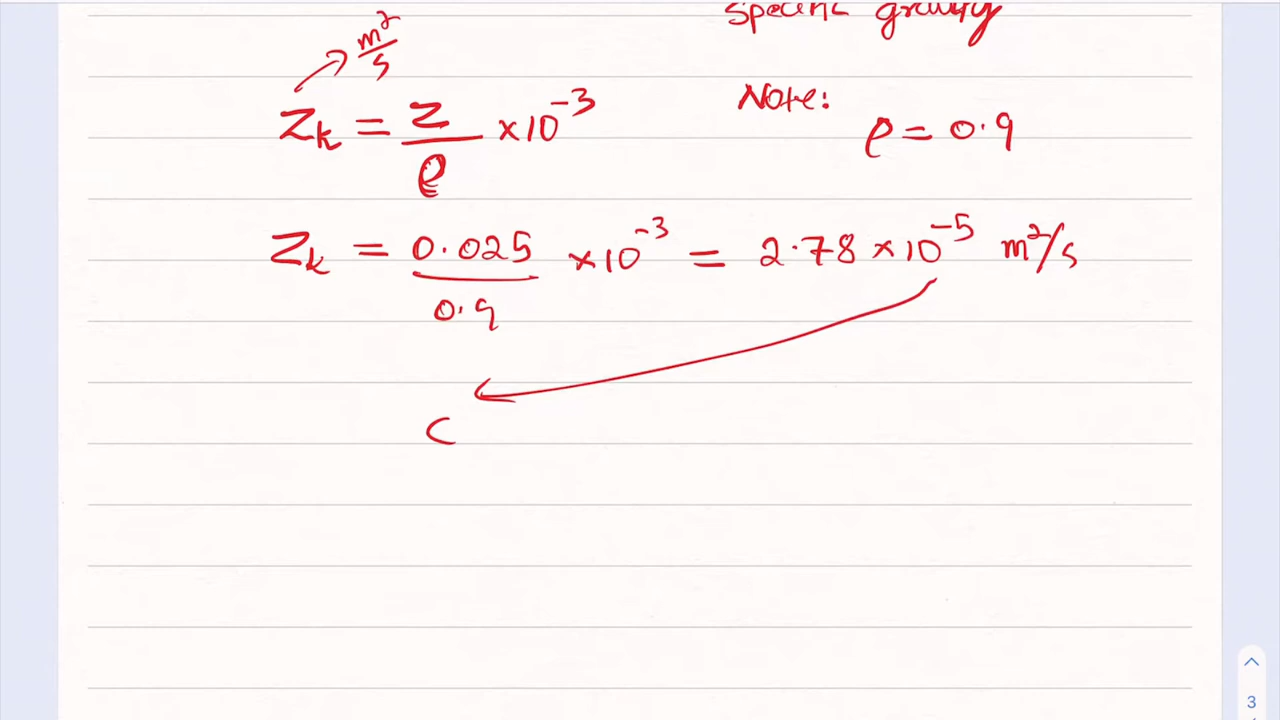 specific gravity
m²/s
Zk = Z/ρ ×10⁻³
Note:
ρ = 0.9
Zk = 0.025/0.9 ×10⁻³ = 2.78 ×10⁻⁵ m²/s
C
3